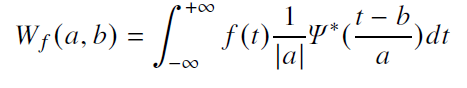 W_f(a, b) = \int_{-\infty}^{+\infty} f(t) \frac{1}{|a|} \Psi^*(\frac{t - b}{a}) dt